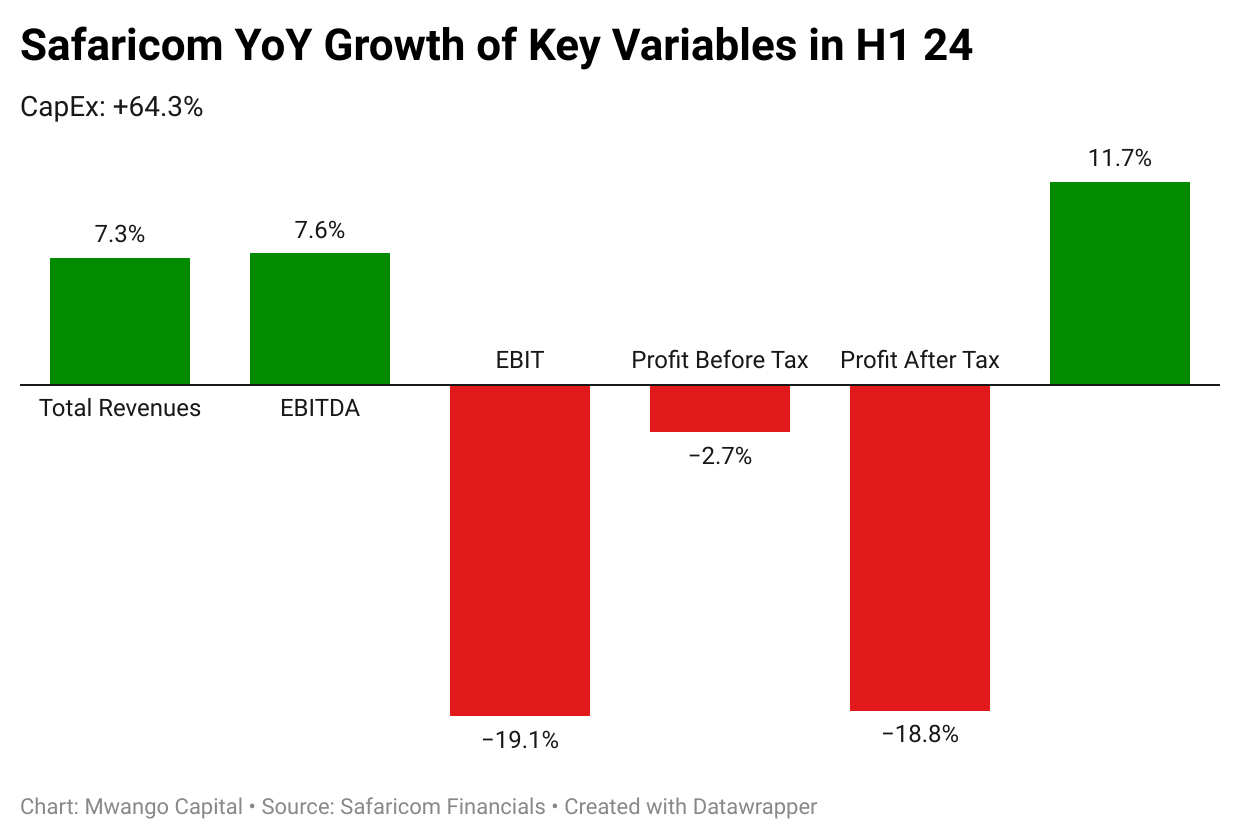 Safaricom YoY Growth of Key Variables in H1 24
CapEx: +64.3%
11.7%
7.3%
7.6%
EBIT
Profit Before Tax
Profit After Tax
Total Revenues
EBITDA
−2.7%
−19.1%
−18.8%
Chart: Mwango Capital • Source: Safaricom Financials • Created with Datawrapper